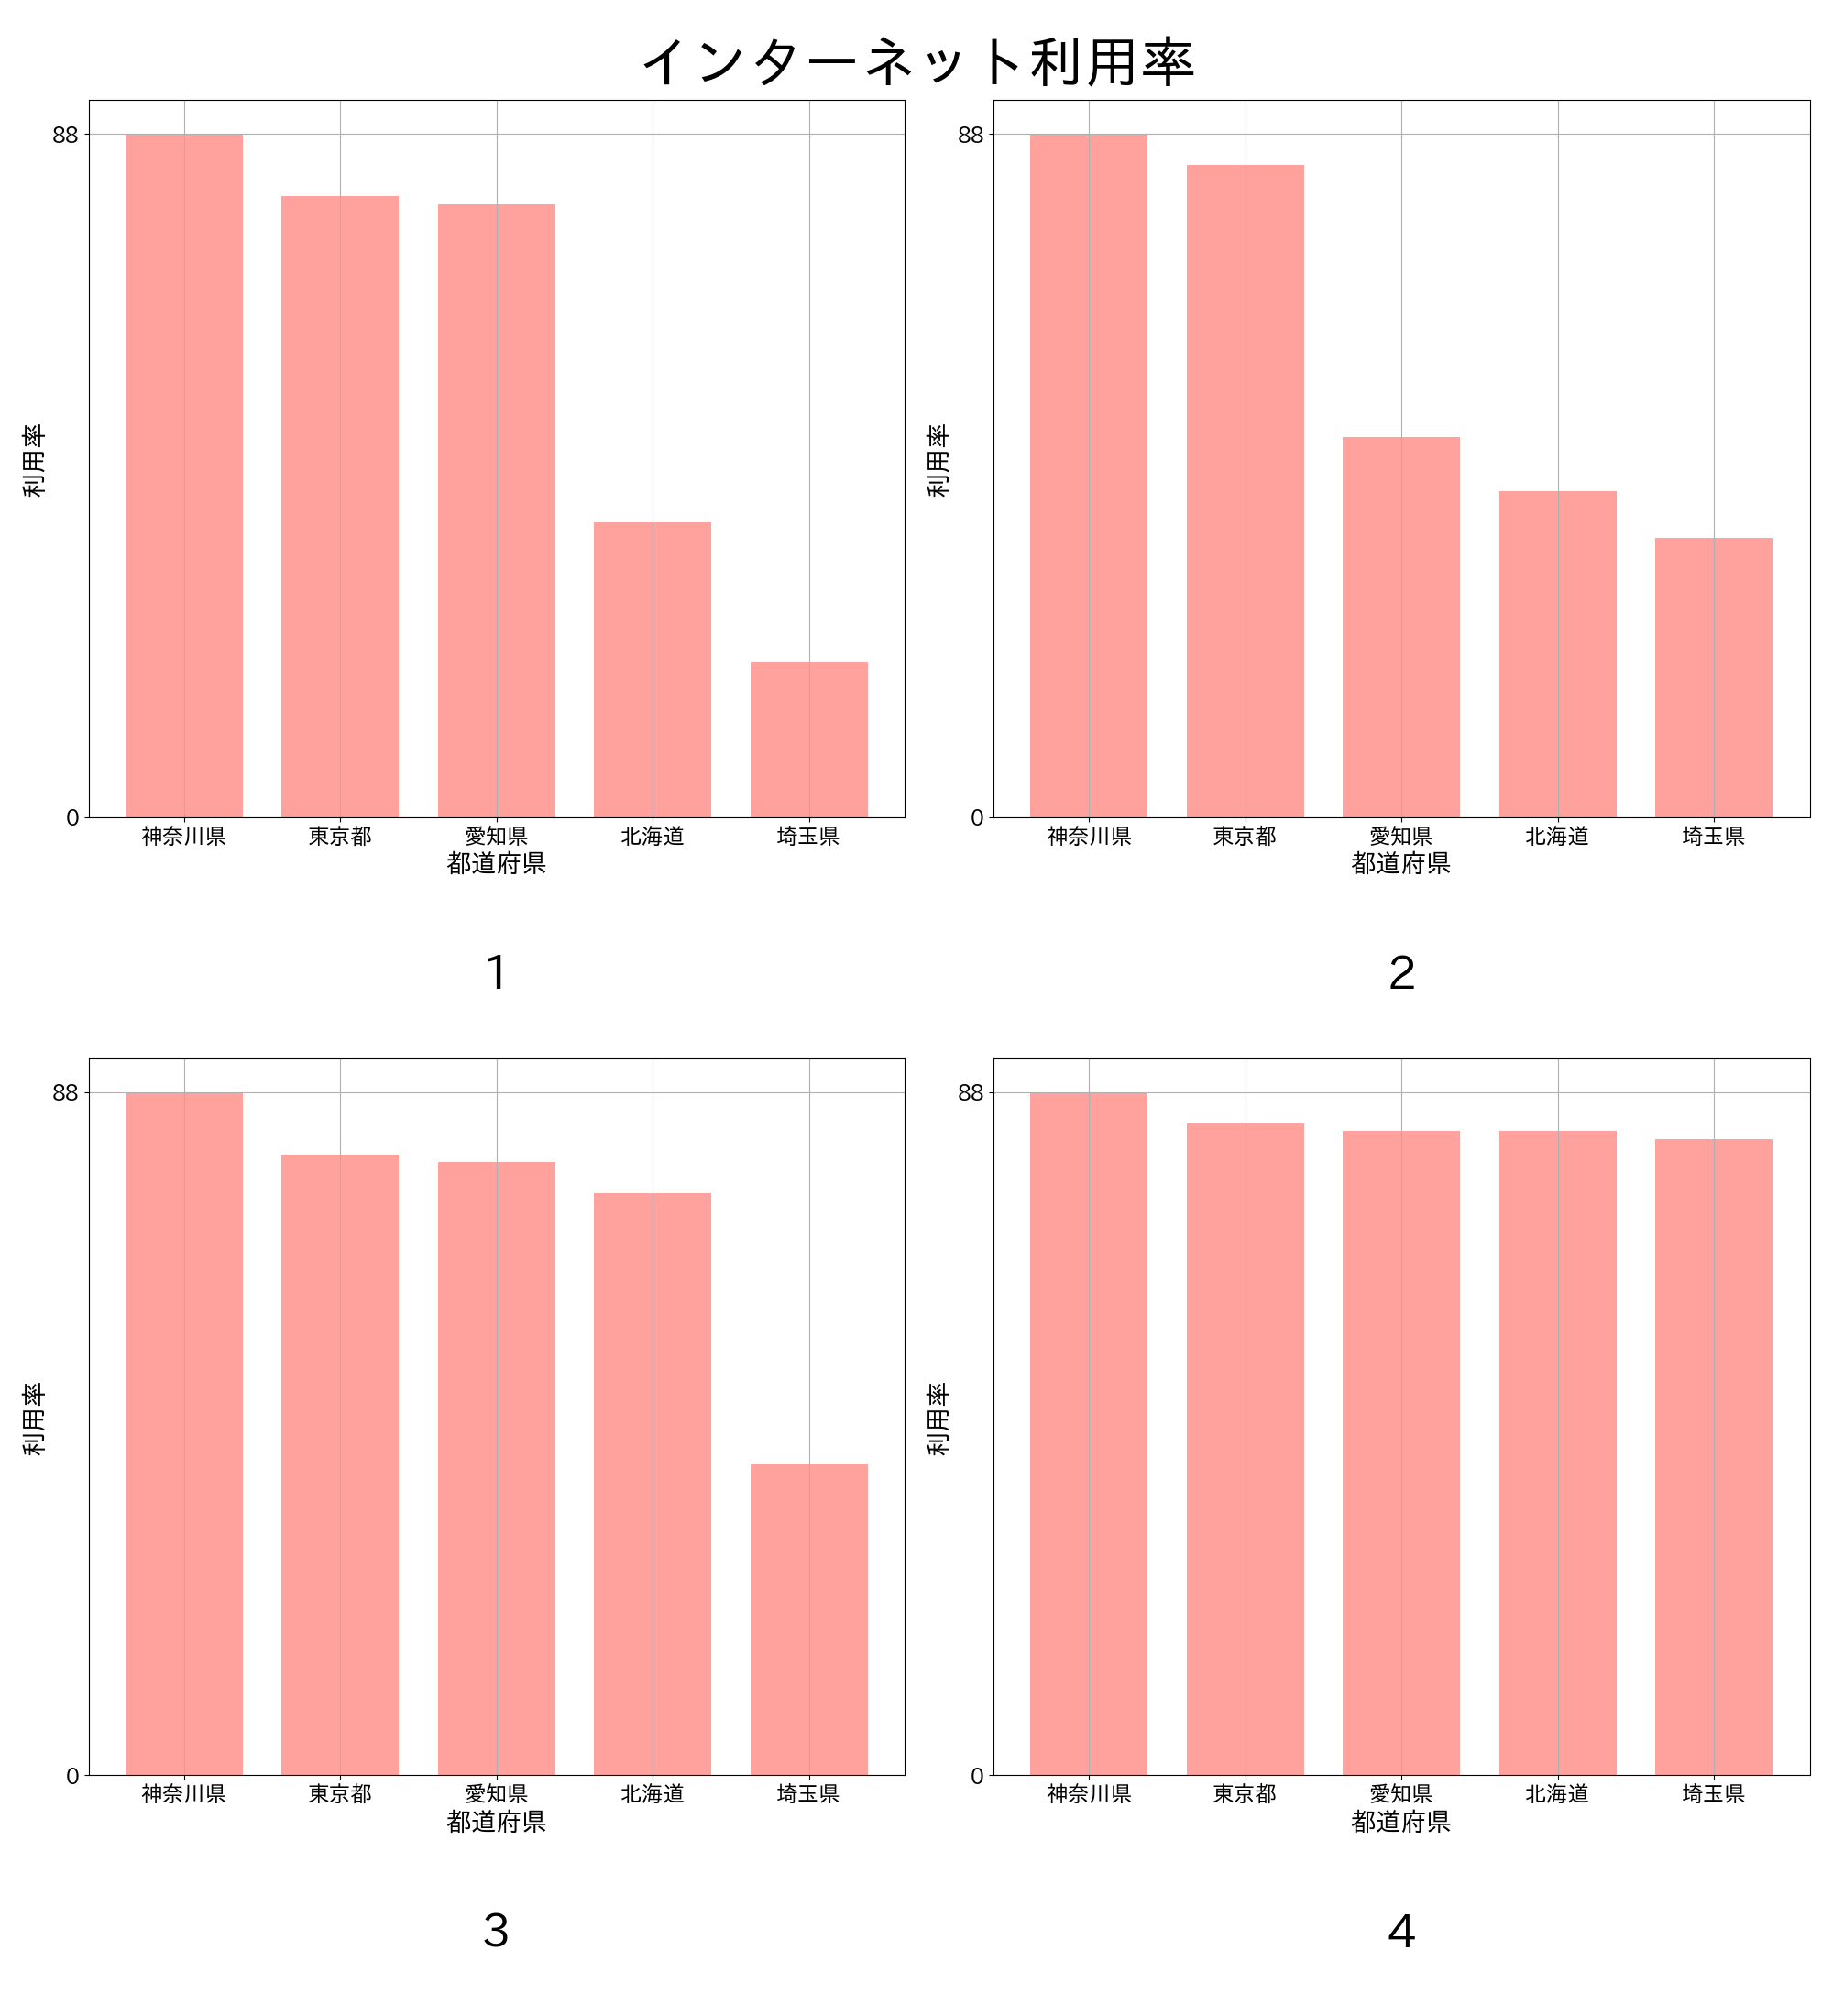 インターネット利用率
88
0
利用率
神奈川県 東京都 愛知県 北海道 埼玉県
都道府県
1
88
0
利用率
神奈川県 東京都 愛知県 北海道 埼玉県
都道府県
2
88
0
利用率
神奈川県 東京都 愛知県 北海道 埼玉県
都道府県
3
88
0
利用率
神奈川県 東京都 愛知県 北海道 埼玉県
都道府県
4